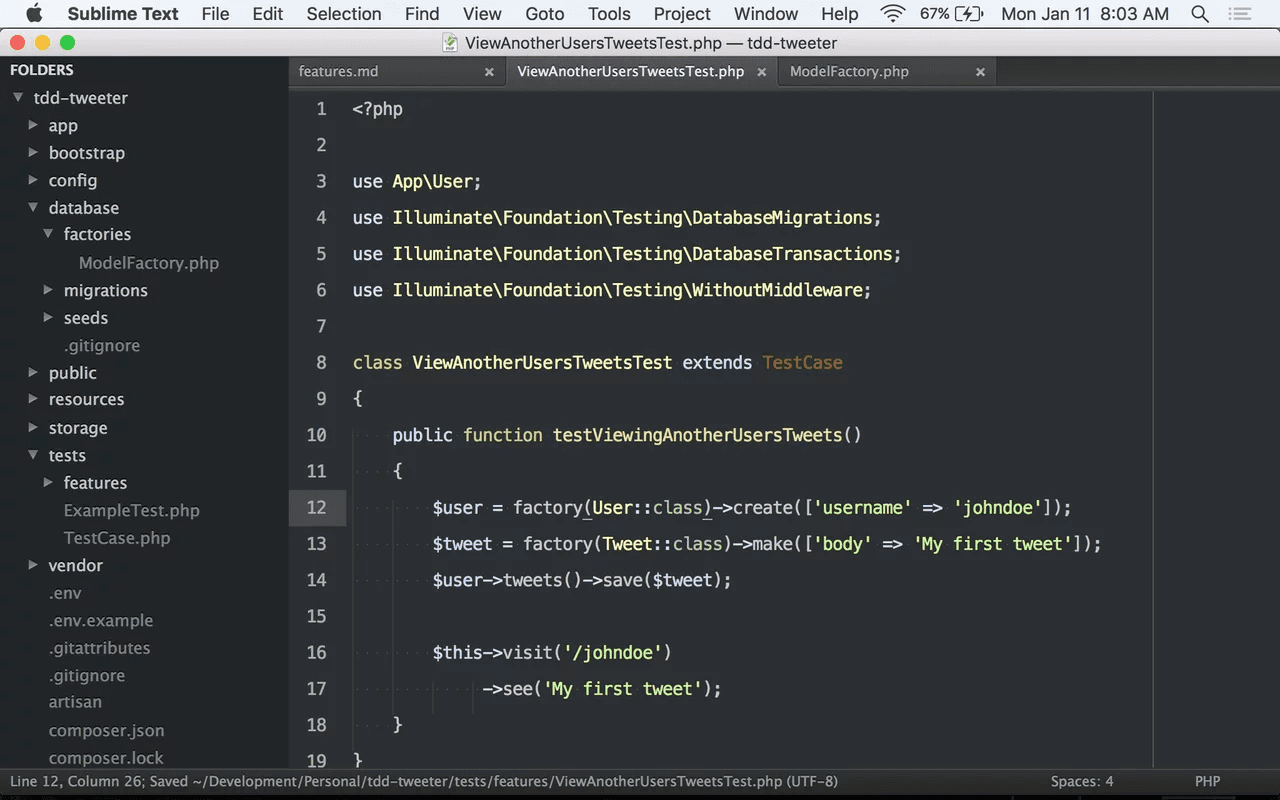 Sublime Text File Edit Selection Find View Goto Tools Project Window Help 67% Mon Jan 11 8:03 AM
ViewAnotherUsersTweetsTest.php — tdd-tweeter
FOLDERS
tdd-tweeter
app
bootstrap
config
database
factories
ModelFactory.php
migrations
seeds
.gitignore
public
resources
storage
tests
features
ExampleTest.php
TestCase.php
vendor
.env
.env.example
.gitattributes
.gitignore
artisan
composer.json
composer.lock
features.md × ViewAnotherUsersTweetsTest.php × ModelFactory.php ×
1 <?php
2
3 use App\User;
4 use Illuminate\Foundation\Testing\DatabaseMigrations;
5 use Illuminate\Foundation\Testing\DatabaseTransactions;
6 use Illuminate\Foundation\Testing\WithoutMiddleware;
7
8 class ViewAnotherUsersTweetsTest extends TestCase
9 {
10 public function testViewingAnotherUsersTweets()
11 {
12 $user = factory(User::class)->create(['username' => 'johndoe']);
13 $tweet = factory(Tweet::class)->make(['body' => 'My first tweet']);
14 $user->tweets()->save($tweet);
15
16 $this->visit('/johndoe')
17 ->see('My first tweet');
18 }
19 }
Line 12, Column 26; Saved ~/Development/Personal/tdd-tweeter/tests/features/ViewAnotherUsersTweetsTest.php (UTF-8) Spaces: 4 PHP